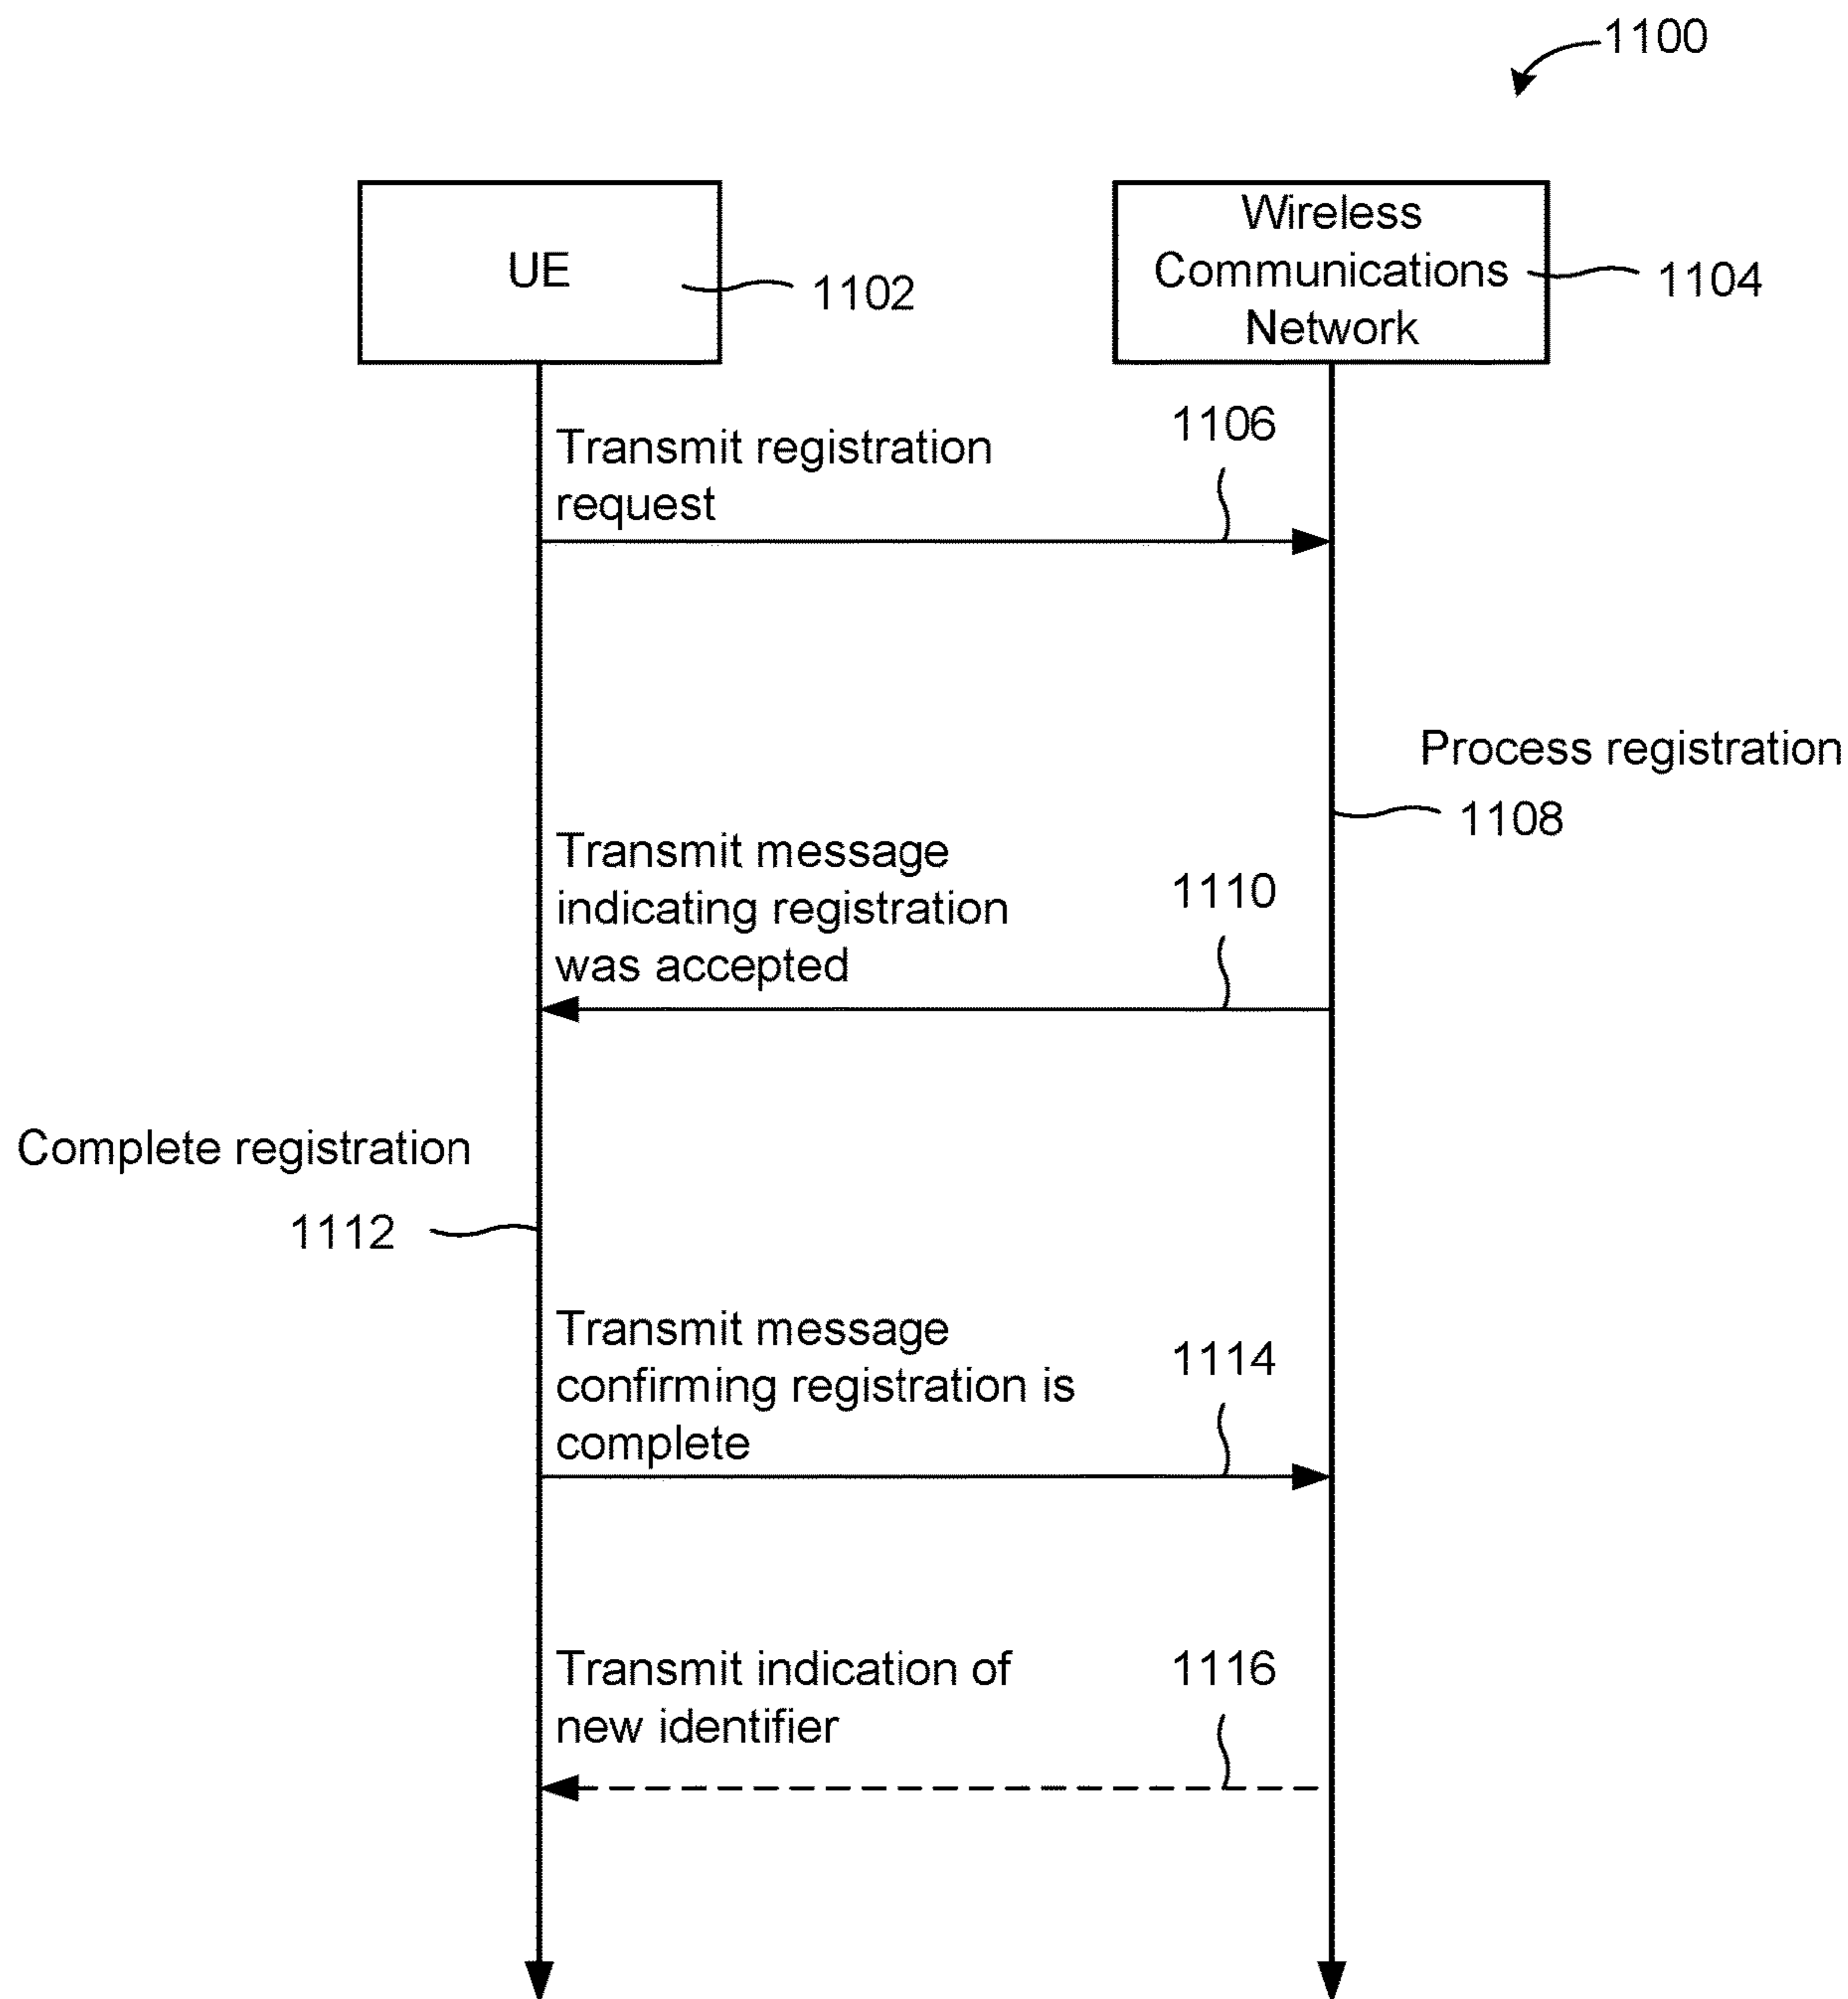 1100
UE
1102
Wireless
Communications
Network
1104
Transmit registration
request
1106
Process registration
1108
Transmit message
indicating registration
was accepted
1110
Complete registration
1112
Transmit message
confirming registration is
complete
1114
Transmit indication of
new identifier
1116